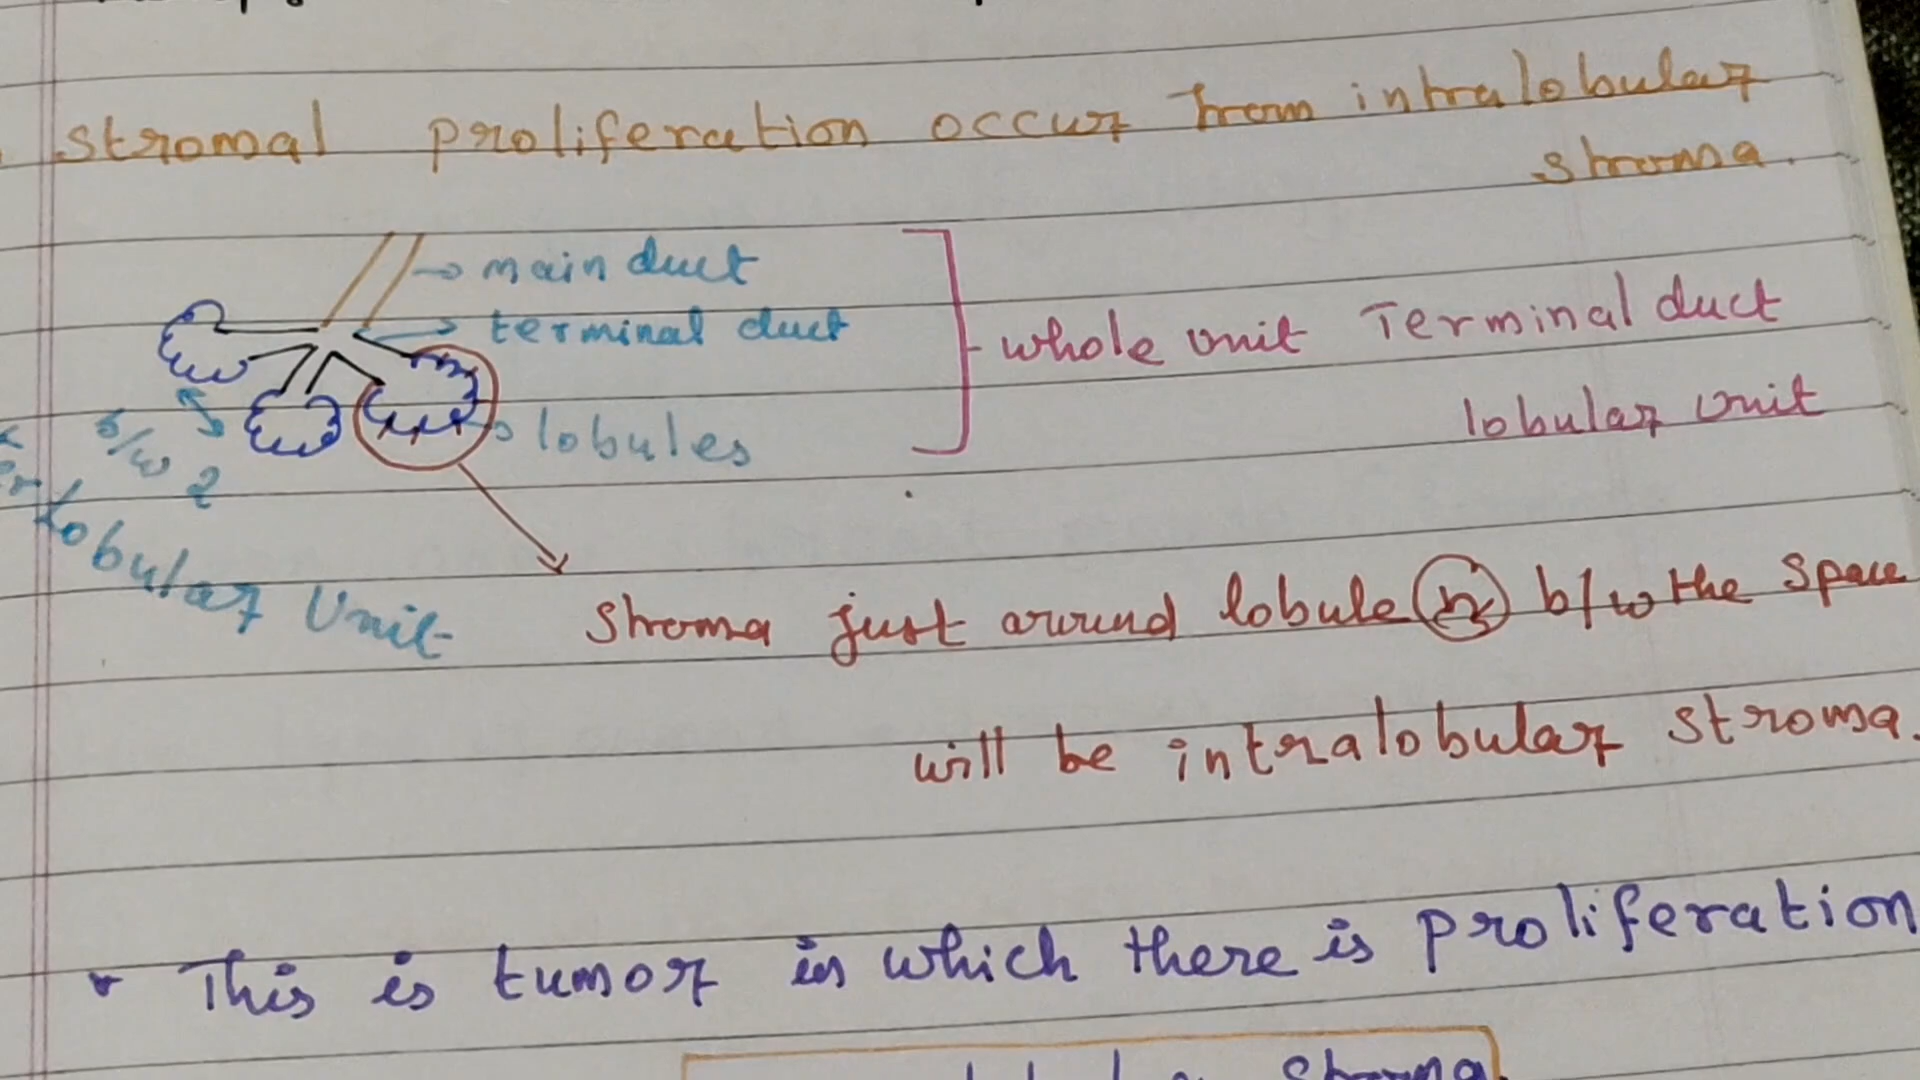 stromal proliferation occur from intralobular
stroma.
main duct
terminal duct
lobules
whole unit Terminal duct
lobular unit
b/w 2
Lobular Unit
Stroma just around lobule b/w the space
will be intralobular stroma.
This is tumor in which there is proliferation
stroma.